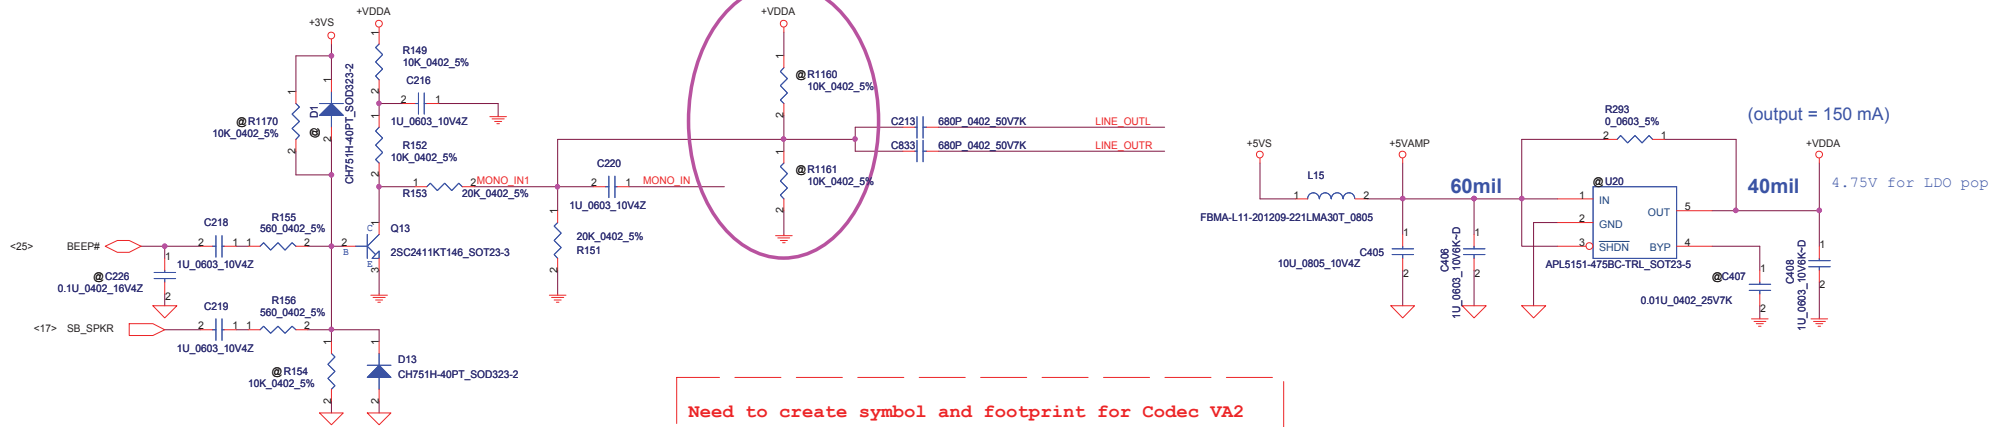 +3VS
+VDDA
R149
10K_0402_5%
C216
1U_0603_10V4Z
@R1170
10K_0402_5%
@ D1
CH751H-40PT_SOD323-2
R152
10K_0402_5%
R153
20K_0402_5%
MONO_IN1
C220
1U_0603_10V4Z
MONO_IN
20K_0402_5%
R151
+VDDA
@R1160
10K_0402_5%
@R1161
10K_0402_5%
C213
680P_0402_50V7K
LINE_OUTL
C833
680P_0402_50V7K
LINE_OUTR
<25>
BEEP#
C218
1U_0603_10V4Z
R155
560_0402_5%
Q13
2SC2411KT146_SOT23-3
C
B
E
@C226
0.1U_0402_16V4Z
<17>
SB_SPKR
C219
1U_0603_10V4Z
R156
560_0402_5%
@R154
10K_0402_5%
D13
CH751H-40PT_SOD323-2
Need to create symbol and footprint for Codec VA2
+5VS
L15
FBMA-L11-201209-221LMA30T_0805
+5VAMP
60mil
C405
10U_0805_10V4Z
C406
1U_0603_10V6K~D
R293
0_0603_5%
(output = 150 mA)
@U20
1 IN
2 GND
3 SHDN
OUT 5
BYP 4
APL5151-475BC-TRL_SOT23-5
40mil
+VDDA
4.75V for LDO pop
@C407
0.01U_0402_25V7K
C408
1U_0603_10V6K~D